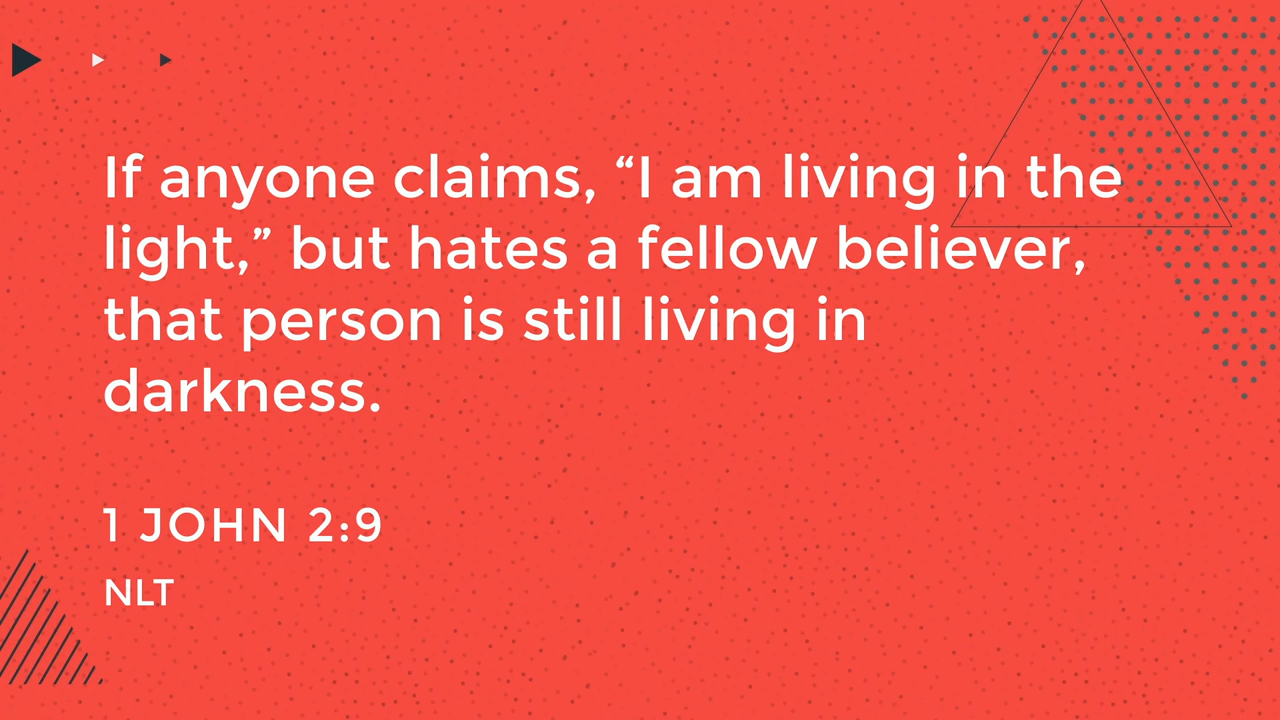 If anyone claims, “I am living in the
light,” but hates a fellow believer,
that person is still living in
darkness.
1 JOHN 2:9
NLT